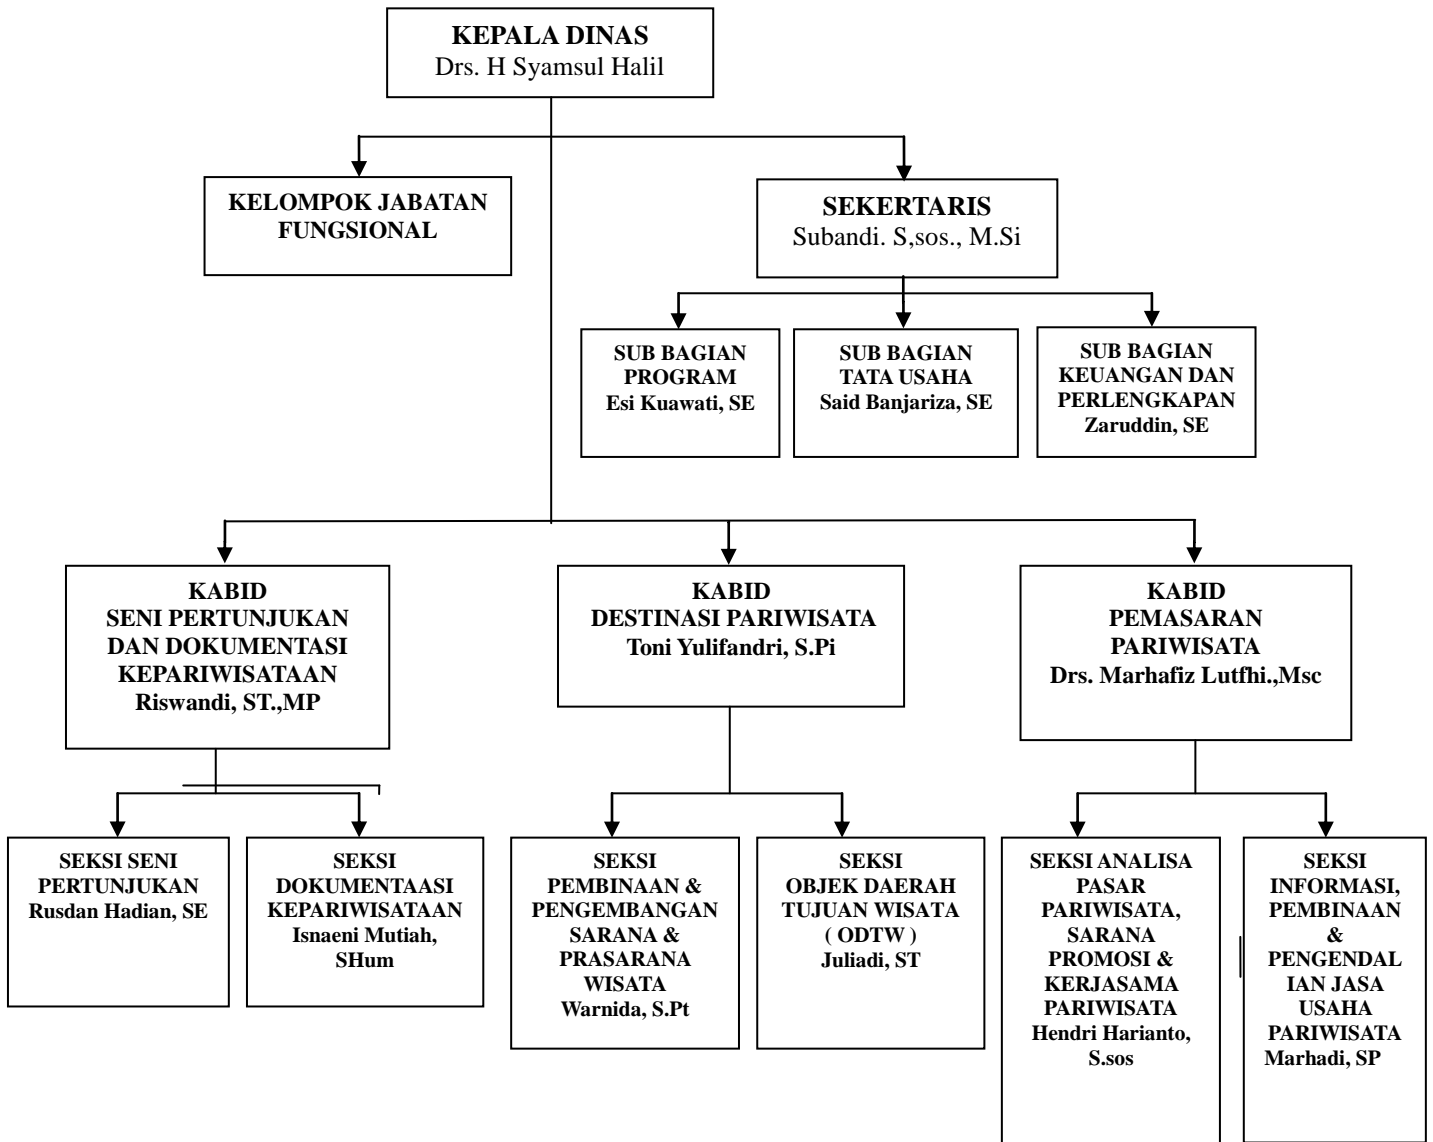 KEPALA DINAS
Drs. H Syamsul Halil
KELOMPOK JABATAN
FUNGSIONAL
SEKERTARIS
Subandi. S,sos., M.Si
SUB BAGIAN
PROGRAM
Esi Kuawati, SE
SUB BAGIAN
TATA USAHA
Said Banjariza, SE
SUB BAGIAN
KEUANGAN DAN
PERLENGKAPAN
Zaruddin, SE
KABID
SENI PERTUNJUKAN
DAN DOKUMENTASI
KEPARIWISATAAN
Riswandi, ST.,MP
KABID
DESTINASI PARIWISATA
Toni Yulifandri, S.Pi
KABID
PEMASARAN
PARIWISATA
Drs. Marhafiz Lutfhi.,Msc
SEKSI SENI
PERTUNJUKAN
Rusdan Hadian, SE
SEKSI
DOKUMENTAASI
KEPARIWISATAAN
Isnaeni Mutiah,
SHum
SEKSI
PEMBINAAN &
PENGEMBANGAN
SARANA &
PRASARANA
WISATA
Warnida, S.Pt
SEKSI
OBJEK DAERAH
TUJUAN WISATA
( ODTW )
Juliadi, ST
SEKSI ANALISA
PASAR
PARIWISATA,
SARANA
PROMOSI &
KERJASAMA
PARIWISATA
Hendri Harianto,
S.sos
SEKSI
INFORMASI,
PEMBINAAN
&
PENGENDAL
IAN JASA
USAHA
PARIWISATA
Marhadi, SP